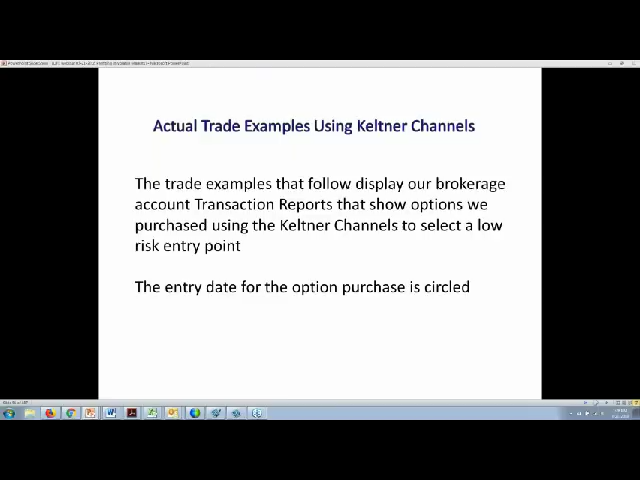 Actual Trade Examples Using Keltner Channels
The trade examples that follow display our brokerage
account Transaction Reports that show options we
purchased using the Keltner Channels to select a low
risk entry point
The entry date for the option purchase is circled